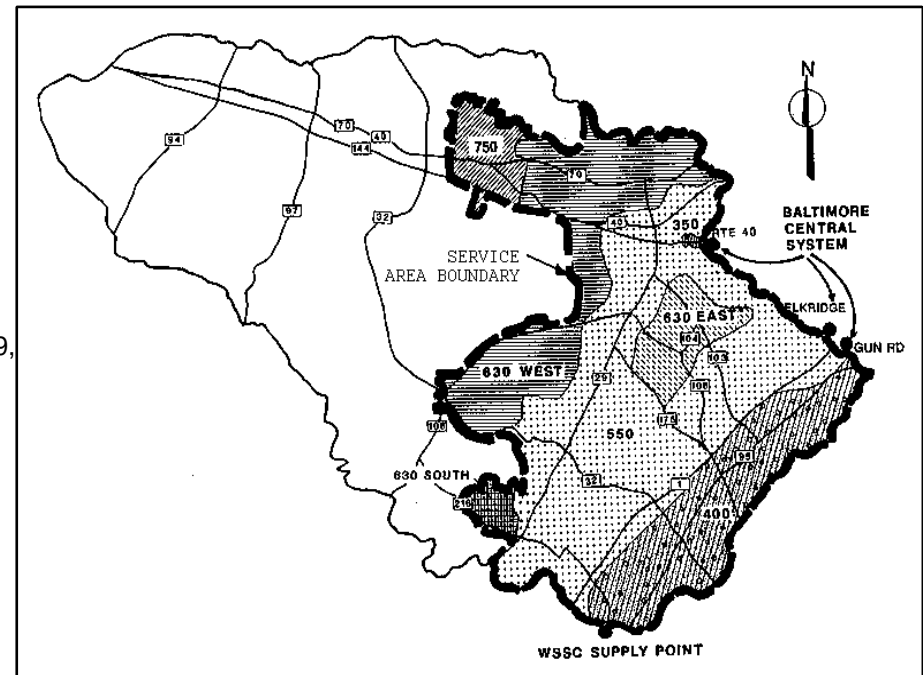 N
94
70
40
144
750
70
97
32
40
350
RTE 40
BALTIMORE
CENTRAL
SYSTEM
SERVICE
AREA BOUNDARY
ELKRIDGE
630 EAST
104
103
GUN RD
9,
630 WEST
29
108
108
175
550
95
630 SOUTH
32
1
216
400
WSSC SUPPLY POINT